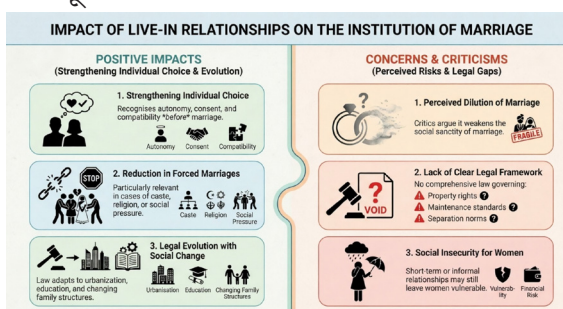 IMPACT OF LIVE-IN RELATIONSHIPS ON THE INSTITUTION OF MARRIAGE
POSITIVE IMPACTS
(Strengthening Individual Choice & Evolution)
1. Strengthening Individual Choice
Recognises autonomy, consent, and
compatibility *before* marriage.
Autonomy Consent Compatibility
STOP
2. Reduction in Forced Marriages
Particularly relevant
in cases of caste,
religion, or social
pressure.
Caste Religion Social
Pressure
3. Legal Evolution with
Social Change
Law adapts to urbanization,
education, and changing
family structures.
Urbanisation Education Changing Family
Structures
CONCERNS & CRITICISMS
(Perceived Risks & Legal Gaps)
?
1. Perceived Dilution of Marriage
Critics argue it weakens the
social sanctity of marriage.
FRAGILE
?
VOID
2. Lack of Clear Legal Framework
No comprehensive law governing:
Property rights ?
Maintenance standards ?
Separation norms ?
3. Social Insecurity for Women
Short-term or informal
relationships may still
leave women vulnerable.
Vulnerab-
ility
Financial
Risk